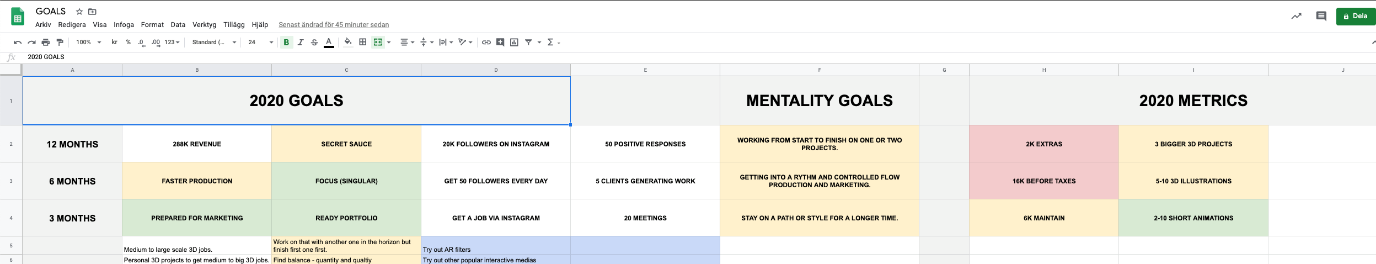 GOALS
Arkiv Redigera Visa Infoga Format Data Verktyg Tillägg Hjälp Senast ändrad för 45 minuter sedan
Dela
100% kr % .0 .00 123 Standard (... 24 B I S A
fx 2020 GOALS
A B C D E F G H I J
1 2020 GOALS MENTALITY GOALS 2020 METRICS
2 12 MONTHS 288K REVENUE SECRET SAUCE 20K FOLLOWERS ON INSTAGRAM 50 POSITIVE RESPONSES WORKING FROM START TO FINISH ON ONE OR TWO
PROJECTS. 2K EXTRAS 3 BIGGER 3D PROJECTS
3 6 MONTHS FASTER PRODUCTION FOCUS (SINGULAR) GET 50 FOLLOWERS EVERY DAY 5 CLIENTS GENERATING WORK GETTING INTO A RYTHM AND CONTROLLED FLOW
PRODUCTION AND MARKETING. 16K BEFORE TAXES 5-10 3D ILLUSTRATIONS
4 3 MONTHS PREPARED FOR MARKETING READY PORTFOLIO GET A JOB VIA INSTAGRAM 20 MEETINGS STAY ON A PATH OR STYLE FOR A LONGER TIME. 6K MAINTAIN 2-10 SHORT ANIMATIONS
Work on that with another one in the horizon but
5 Medium to large scale 3D jobs. finish first one first. Try out AR filters
6 Personal 3D projects to get medium to big 3D jobs. Find balance - quantity and qualtiy Try out other popular interactive medias